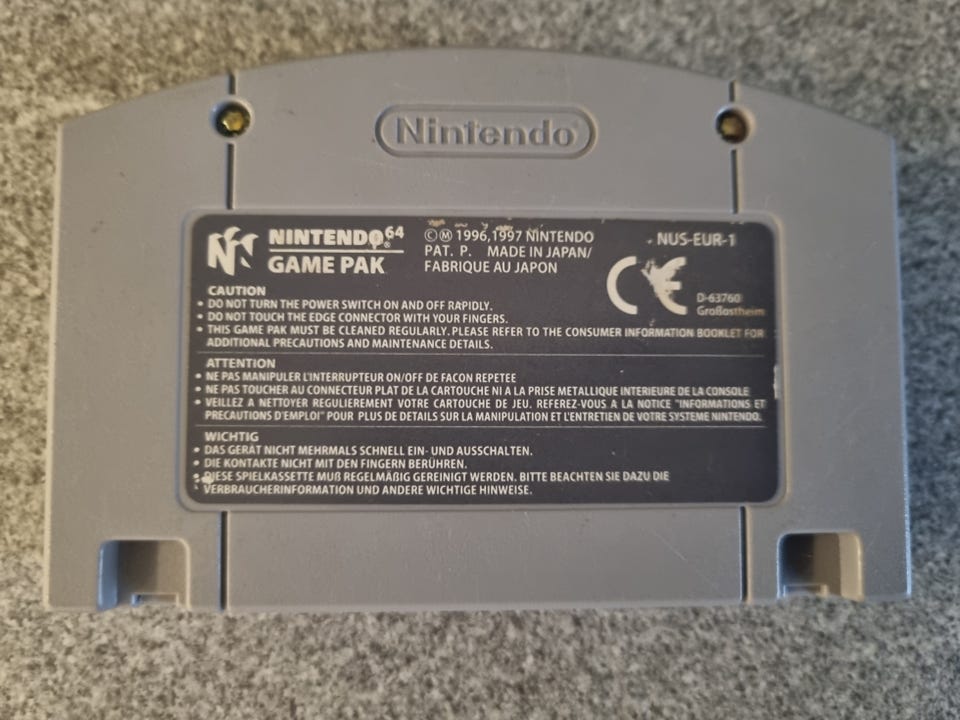 Nintendo®
NINTENDO64®
GAME PAK
©Ⓜ 1996,1997 NINTENDO
PAT. P. MADE IN JAPAN/
FABRIQUE AU JAPON
NUS-EUR-1
CE
D-63760
Großostheim
CAUTION
• DO NOT TURN THE POWER SWITCH ON AND OFF RAPIDLY.
• DO NOT TOUCH THE EDGE CONNECTOR WITH YOUR FINGERS.
• THIS GAME PAK MUST BE CLEANED REGULARLY. PLEASE REFER TO THE CONSUMER INFORMATION BOOKLET FOR
ADDITIONAL PRECAUTIONS AND MAINTENANCE DETAILS.
ATTENTION
• NE PAS MANIPULER L'INTERRUPTEUR ON/OFF DE FACON REPETEE
• NE PAS TOUCHER AU CONNECTEUR PLAT DE LA CARTOUCHE NI A LA PRISE METALLIQUE INTERIEURE DE LA CONSOLE
• VEILLEZ A NETTOYER REGULIEREMENT VOTRE CARTOUCHE DE JEU. REFEREZ-VOUS A LA NOTICE "INFORMATIONS ET
PRECAUTIONS D'EMPLOI" POUR PLUS DE DETAILS SUR LA MANIPULATION ET L'ENTRETIEN DE VOTRE SYSTEME NINTENDO.
WICHTIG
• DAS GERÄT NICHT MEHRMALS SCHNELL EIN- UND AUSSCHALTEN.
• DIE KONTAKTE NICHT MIT DEN FINGERN BERÜHREN.
• DIESE SPIELKASSETTE MUß REGELMÄßIG GEREINIGT WERDEN. BITTE BEACHTEN SIE DAZU DIE
VERBRAUCHERINFORMATION UND ANDERE WICHTIGE HINWEISE.